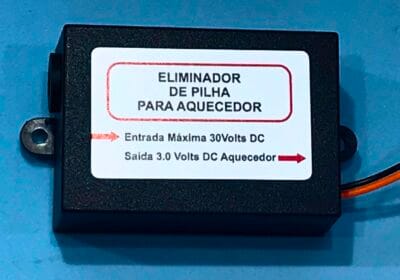 ELIMINADOR
DE PILHA
PARA AQUECEDOR
Entrada Máxima 30Volts DC
Saída 3.0 Volts DC Aquecedor